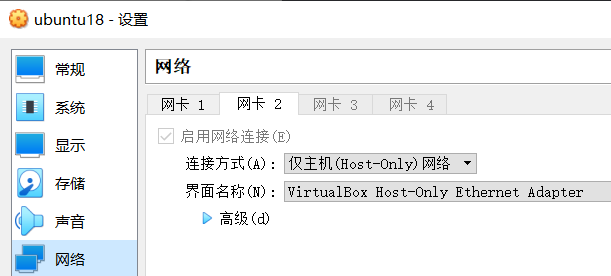 ubuntu18 - 设置
常规
系统
显示
存储
声音
网络
网络
网卡 1 网卡 2 网卡 3 网卡 4
启用网络连接(E)
连接方式(A): 仅主机(Host-Only)网络
界面名称(N): VirtualBox Host-Only Ethernet Adapter
高级(d)